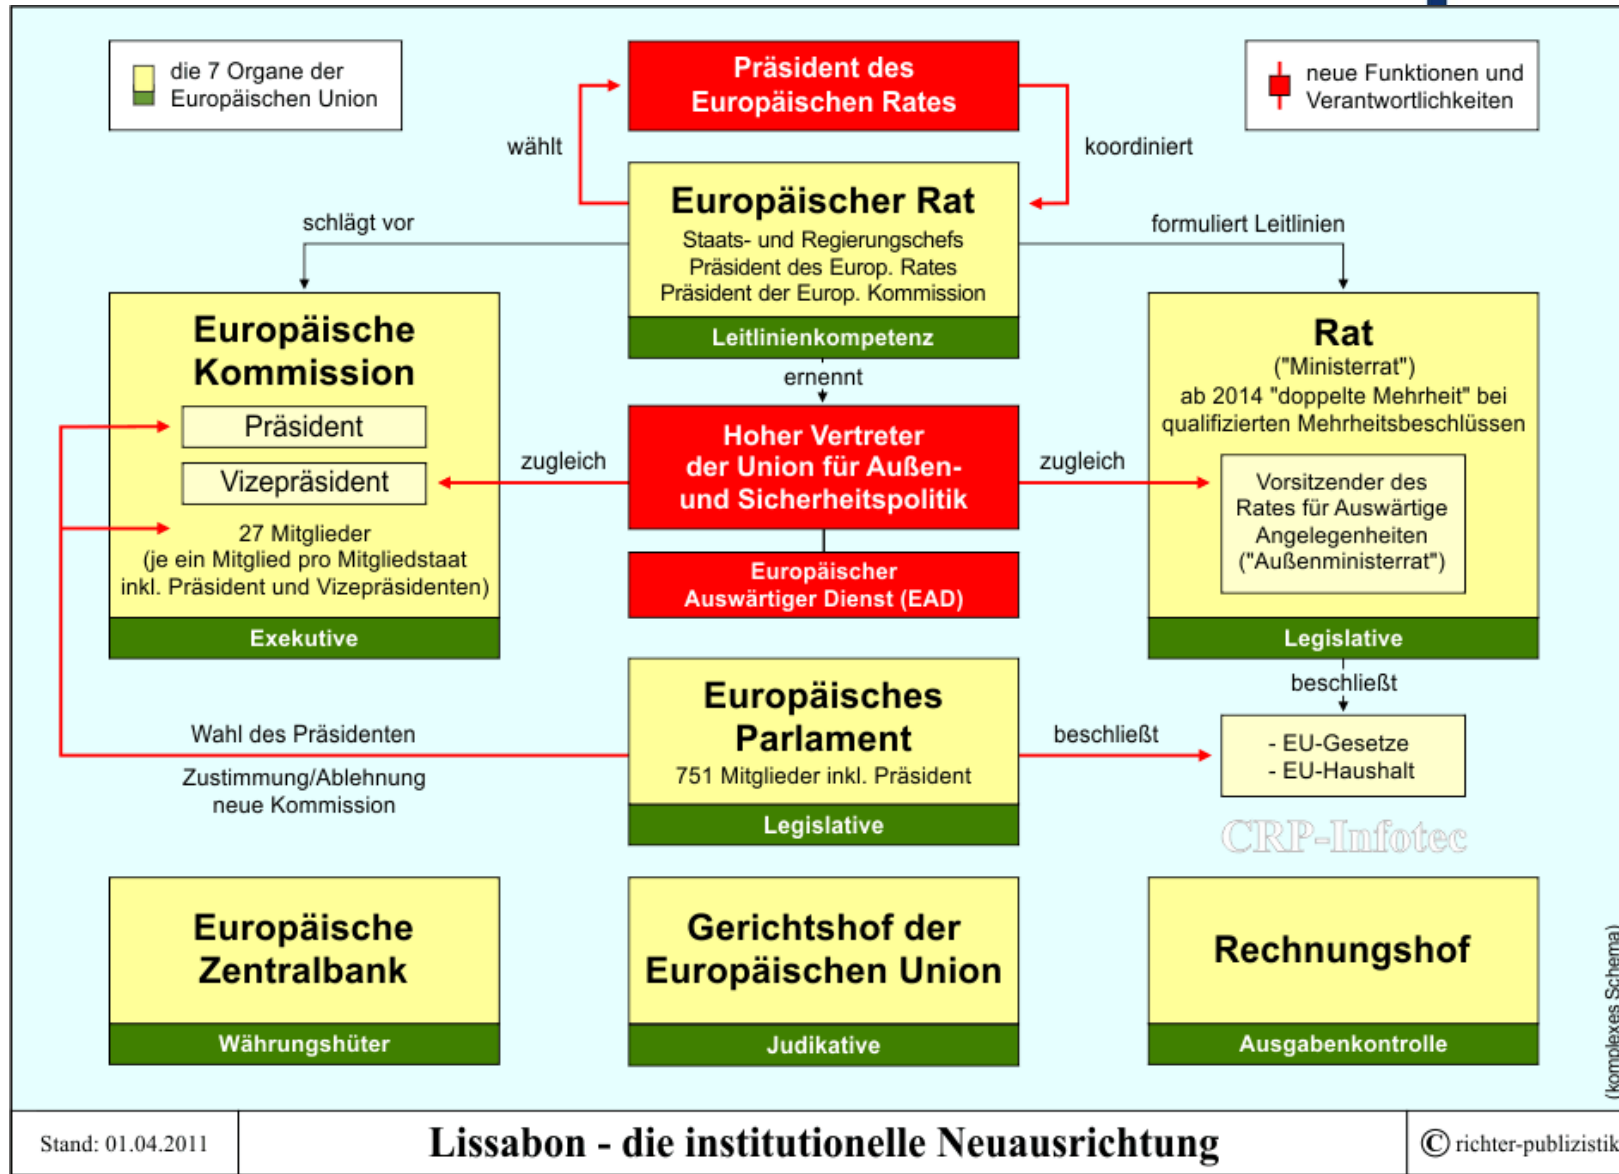 die 7 Organe der
Europäischen Union
Präsident des
Europäischen Rates
neue Funktionen und
Verantwortlichkeiten
wählt
koordiniert
Europäischer Rat
Staats- und Regierungschefs
Präsident des Europ. Rates
Präsident der Europ. Kommission
Leitlinienkompetenz
schlägt vor
formuliert Leitlinien
ernennt
Europäische
Kommission
Präsident
Vizepräsident
27 Mitglieder
(je ein Mitglied pro Mitgliedstaat
inkl. Präsident und Vizepräsidenten)
Exekutive
zugleich
Hoher Vertreter
der Union für Außen-
und Sicherheitspolitik
zugleich
Europäischer
Auswärtiger Dienst (EAD)
Rat
("Ministerrat")
ab 2014 "doppelte Mehrheit" bei
qualifizierten Mehrheitsbeschlüssen
Vorsitzender des
Rates für Auswärtige
Angelegenheiten
("Außenministerrat")
Legislative
beschließt
Wahl des Präsidenten
Zustimmung/Ablehnung
neue Kommission
Europäisches
Parlament
751 Mitglieder inkl. Präsident
Legislative
beschließt
- EU-Gesetze
- EU-Haushalt
CRP-Infotec
Europäische
Zentralbank
Währungshüter
Gerichtshof der
Europäischen Union
Judikative
Rechnungshof
Ausgabenkontrolle
(komplexes Schema)
Stand: 01.04.2011
Lissabon - die institutionelle Neuausrichtung
© richter-publizistik